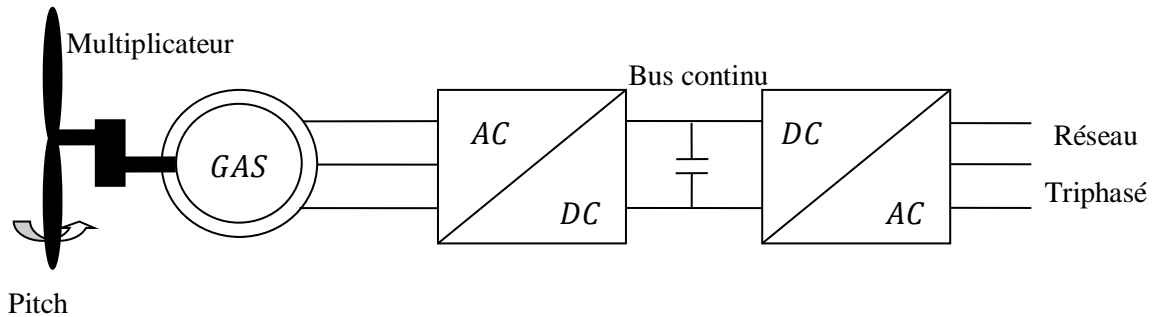 Multiplicateur
Bus continu
AC
DC
GAS
DC
AC
Réseau
Triphasé
Pitch